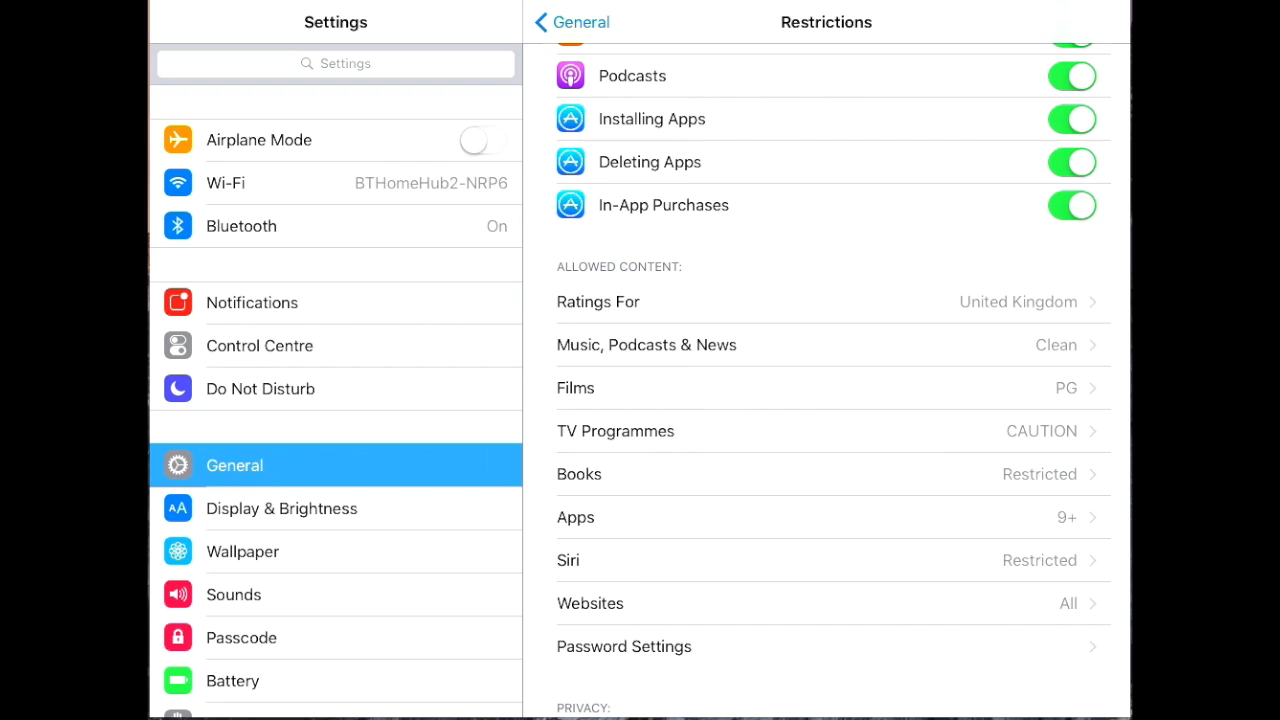 Settings
Settings
Airplane Mode
Wi-Fi BTHomeHub2-NRP6
Bluetooth On
Notifications
Control Centre
Do Not Disturb
General
AA Display & Brightness
Wallpaper
Sounds
Passcode
Battery
General Restrictions
Podcasts
Installing Apps
Deleting Apps
In-App Purchases
ALLOWED CONTENT:
Ratings For United Kingdom
Music, Podcasts & News Clean
Films PG
TV Programmes CAUTION
Books Restricted
Apps 9+
Siri Restricted
Websites All
Password Settings
PRIVACY: